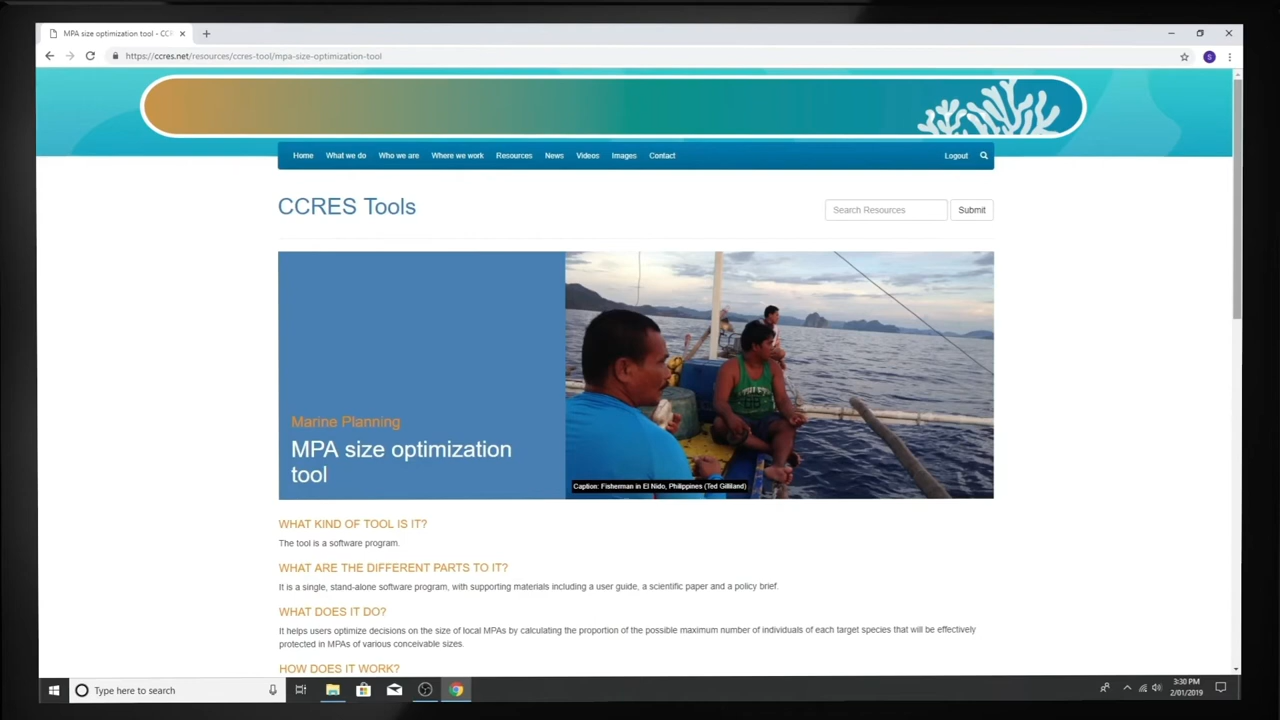 MPA size optimization tool - CC
https://ccres.net/resources/ccres-tool/mpa-size-optimization-tool
S
Home What we do Who we are Where we work Resources News Videos Images Contact Logout
CCRES Tools
Search Resources Submit
Marine Planning
MPA size optimization
tool
Caption: Fisherman in El Nido, Philippines (Ted Gilliland)
WHAT KIND OF TOOL IS IT?
The tool is a software program.
WHAT ARE THE DIFFERENT PARTS TO IT?
It is a single, stand-alone software program, with supporting materials including a user guide, a scientific paper and a policy brief.
WHAT DOES IT DO?
It helps users optimize decisions on the size of local MPAs by calculating the proportion of the possible maximum number of individuals of each target species that will be effectively
protected in MPAs of various conceivable sizes.
HOW DOES IT WORK?
Type here to search
3:30 PM
2/01/2019